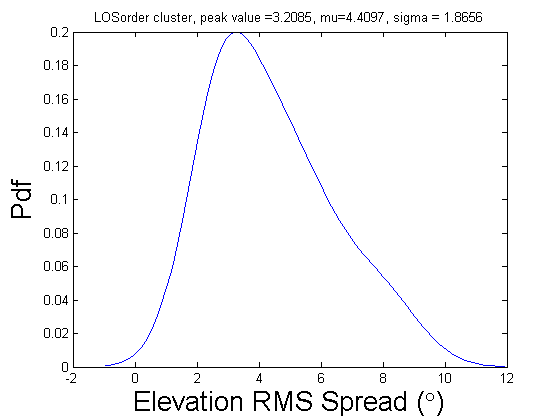 LOSorder cluster, peak value =3.2085, mu=4.4097, sigma = 1.8656
0.2
0.18
0.16
0.14
0.12
0.1
0.08
0.06
0.04
0.02
0
Pdf
-2 0 2 4 6 8 10 12
Elevation RMS Spread (°)